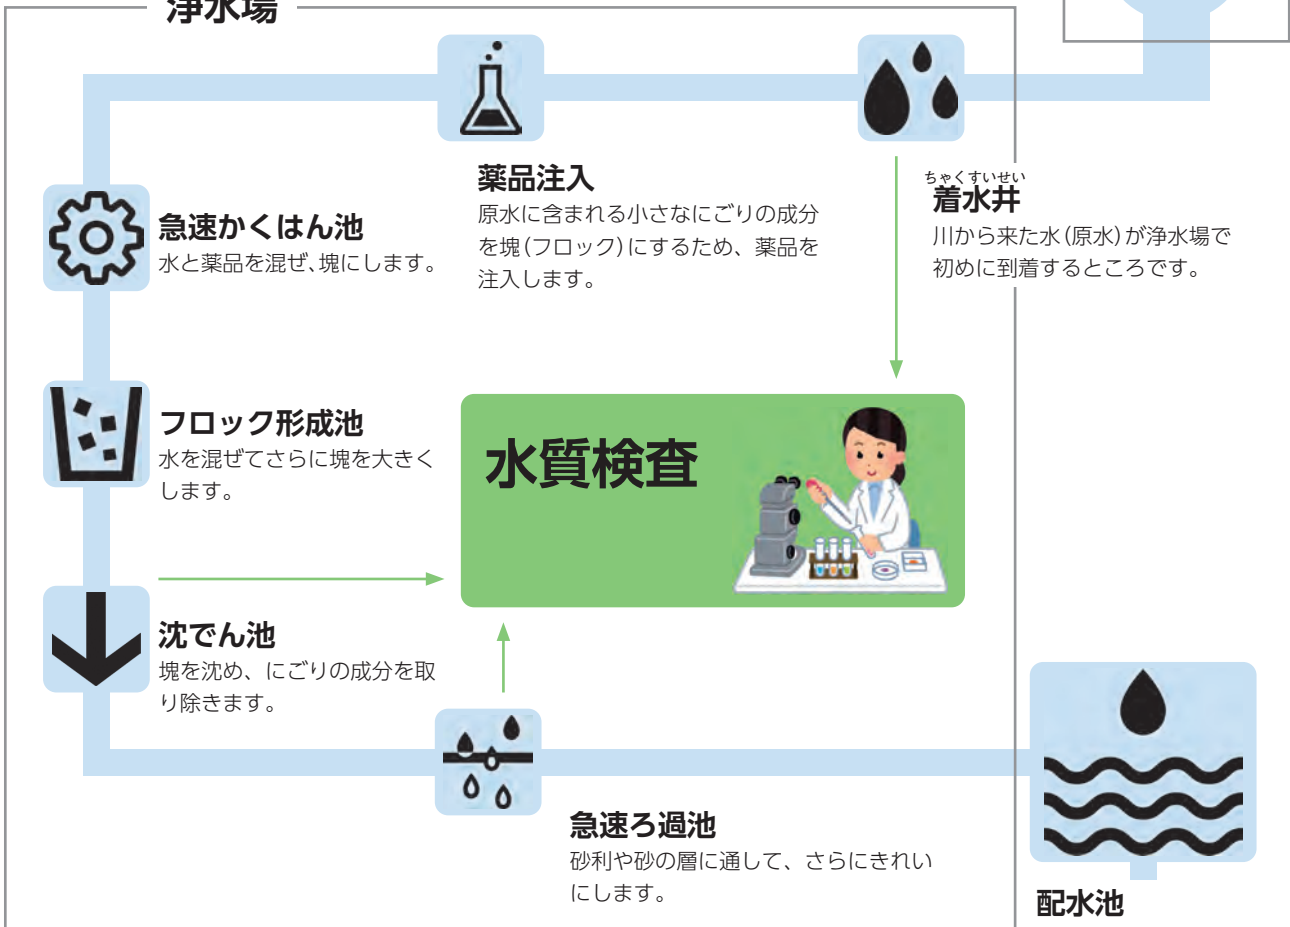 浄水場
ちゃくすいせい
着水井
川から来た水(原水)が浄水場で
初めに到着するところです。
薬品注入
原水に含まれる小さなにごりの成分
を塊(フロック)にするため、薬品を
注入します。
急速かくはん池
水と薬品を混ぜ、塊にします。
フロック形成池
水を混ぜてさらに塊を大きく
します。
水質検査
沈でん池
塊を沈め、にごりの成分を取
り除きます。
急速ろ過池
砂利や砂の層に通して、さらにきれい
にします。
配水池